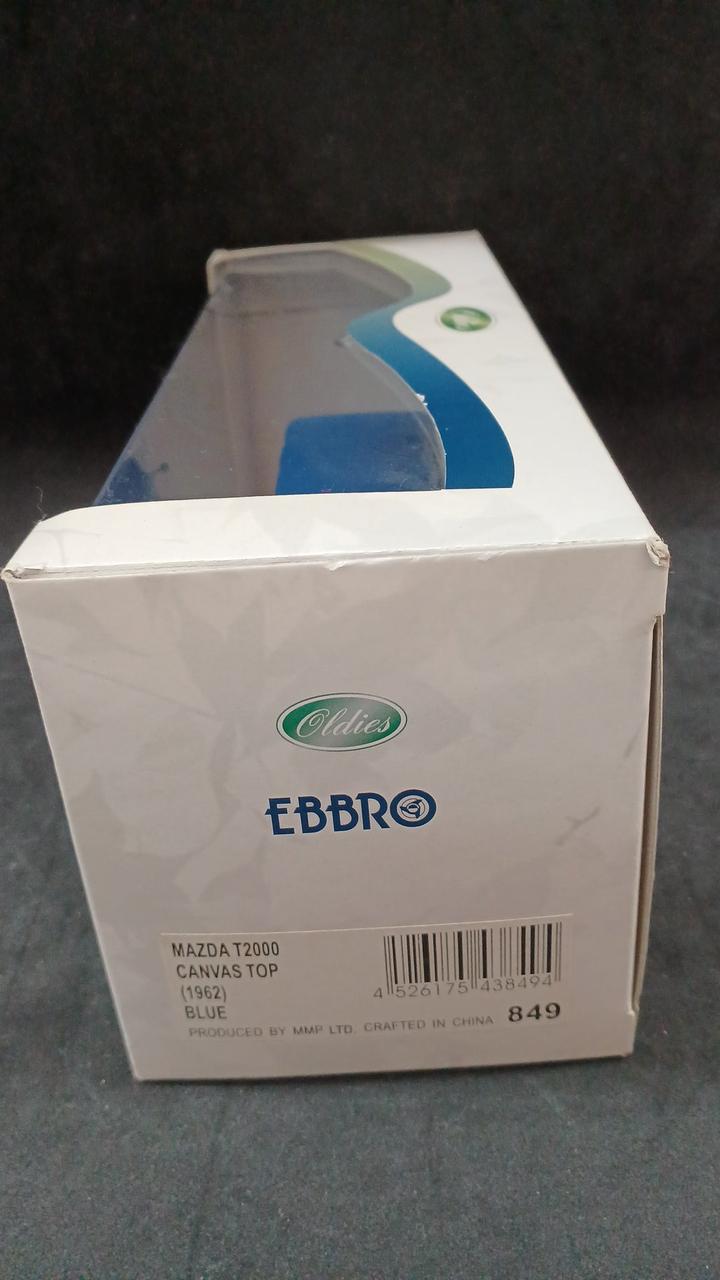 Oldies
EBBRO
MAZDA T2000
CANVAS TOP
(1962)
BLUE
4 526175 438494
849
PRODUCED BY MMP LTD. CRAFTED IN CHINA